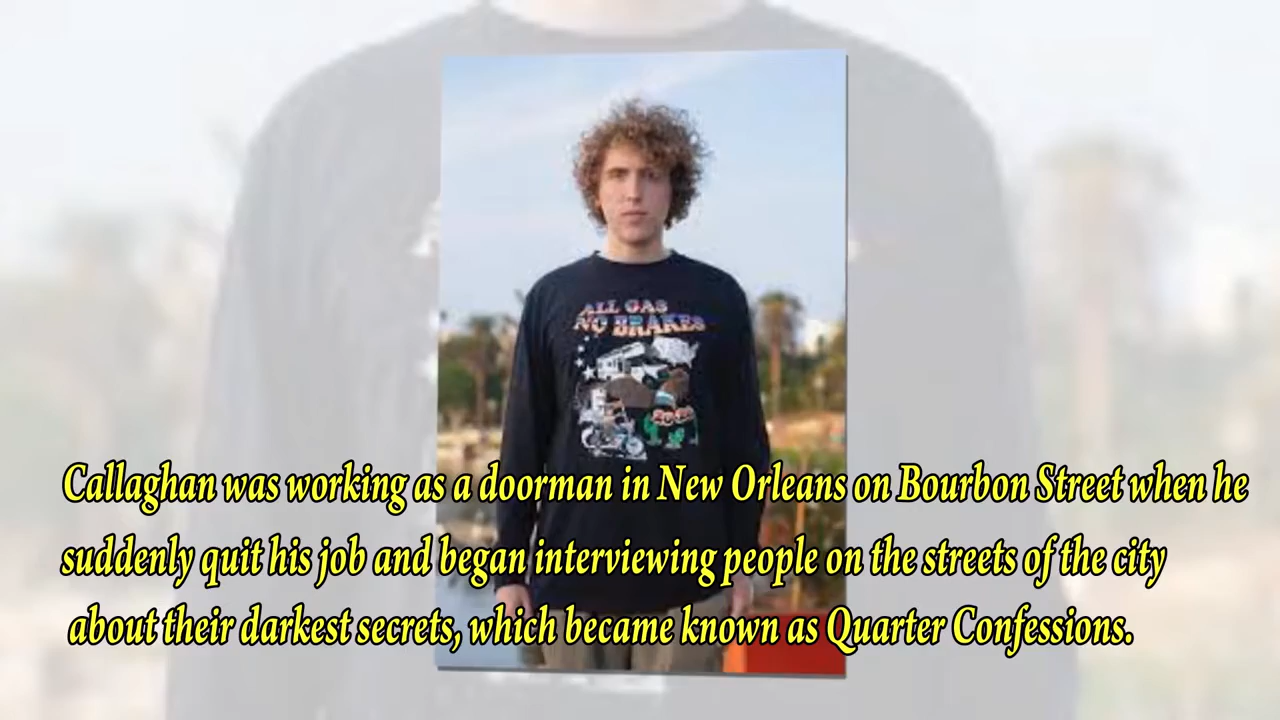 ALL GAS
NO BRAKES
2020
Callaghan was working as a doorman in New Orleans on Bourbon Street when he
suddenly quit his job and began interviewing people on the streets of the city
about their darkest secrets, which became known as Quarter Confessions.